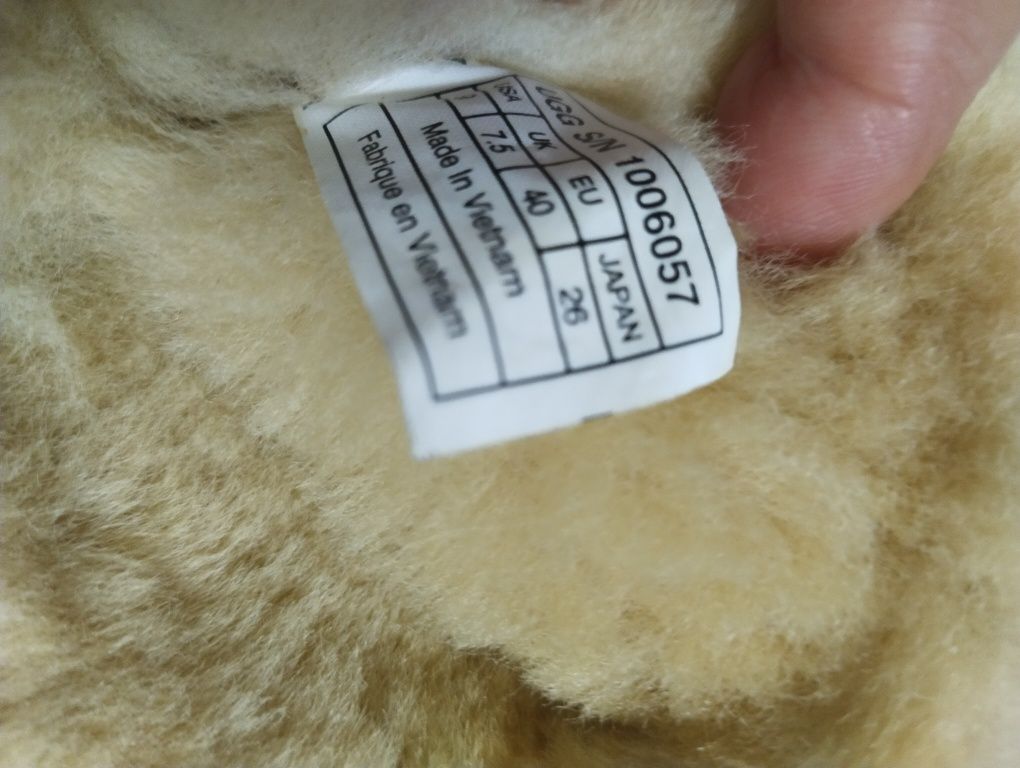 UGG S/N 1006057
USA UK EU JAPAN
7.5 40 26
Made In Vietnam
Fabrique en Vietnam